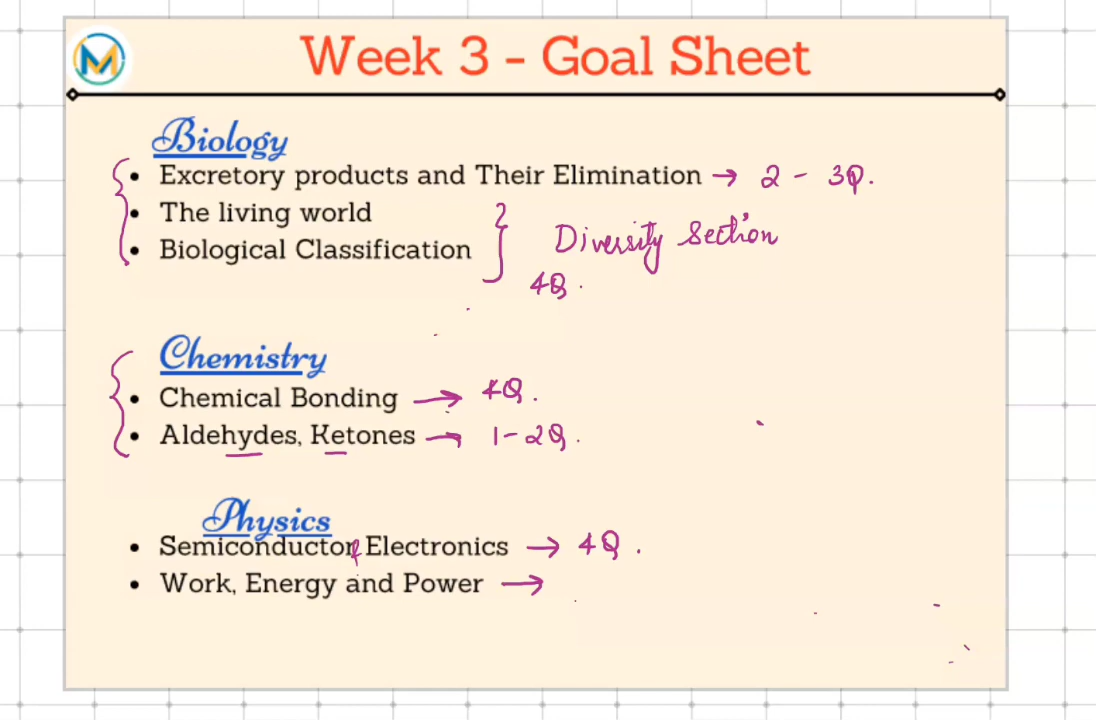 M
Week 3 - Goal Sheet
Biology
• Excretory products and Their Elimination → 2 - 3Q.
• The living world
• Biological Classification } Diversity Section
4Q.
Chemistry
• Chemical Bonding → 4Q.
• Aldehydes, Ketones → 1-2Q.
Physics
• Semiconductor & Electronics → 4Q.
• Work, Energy and Power →